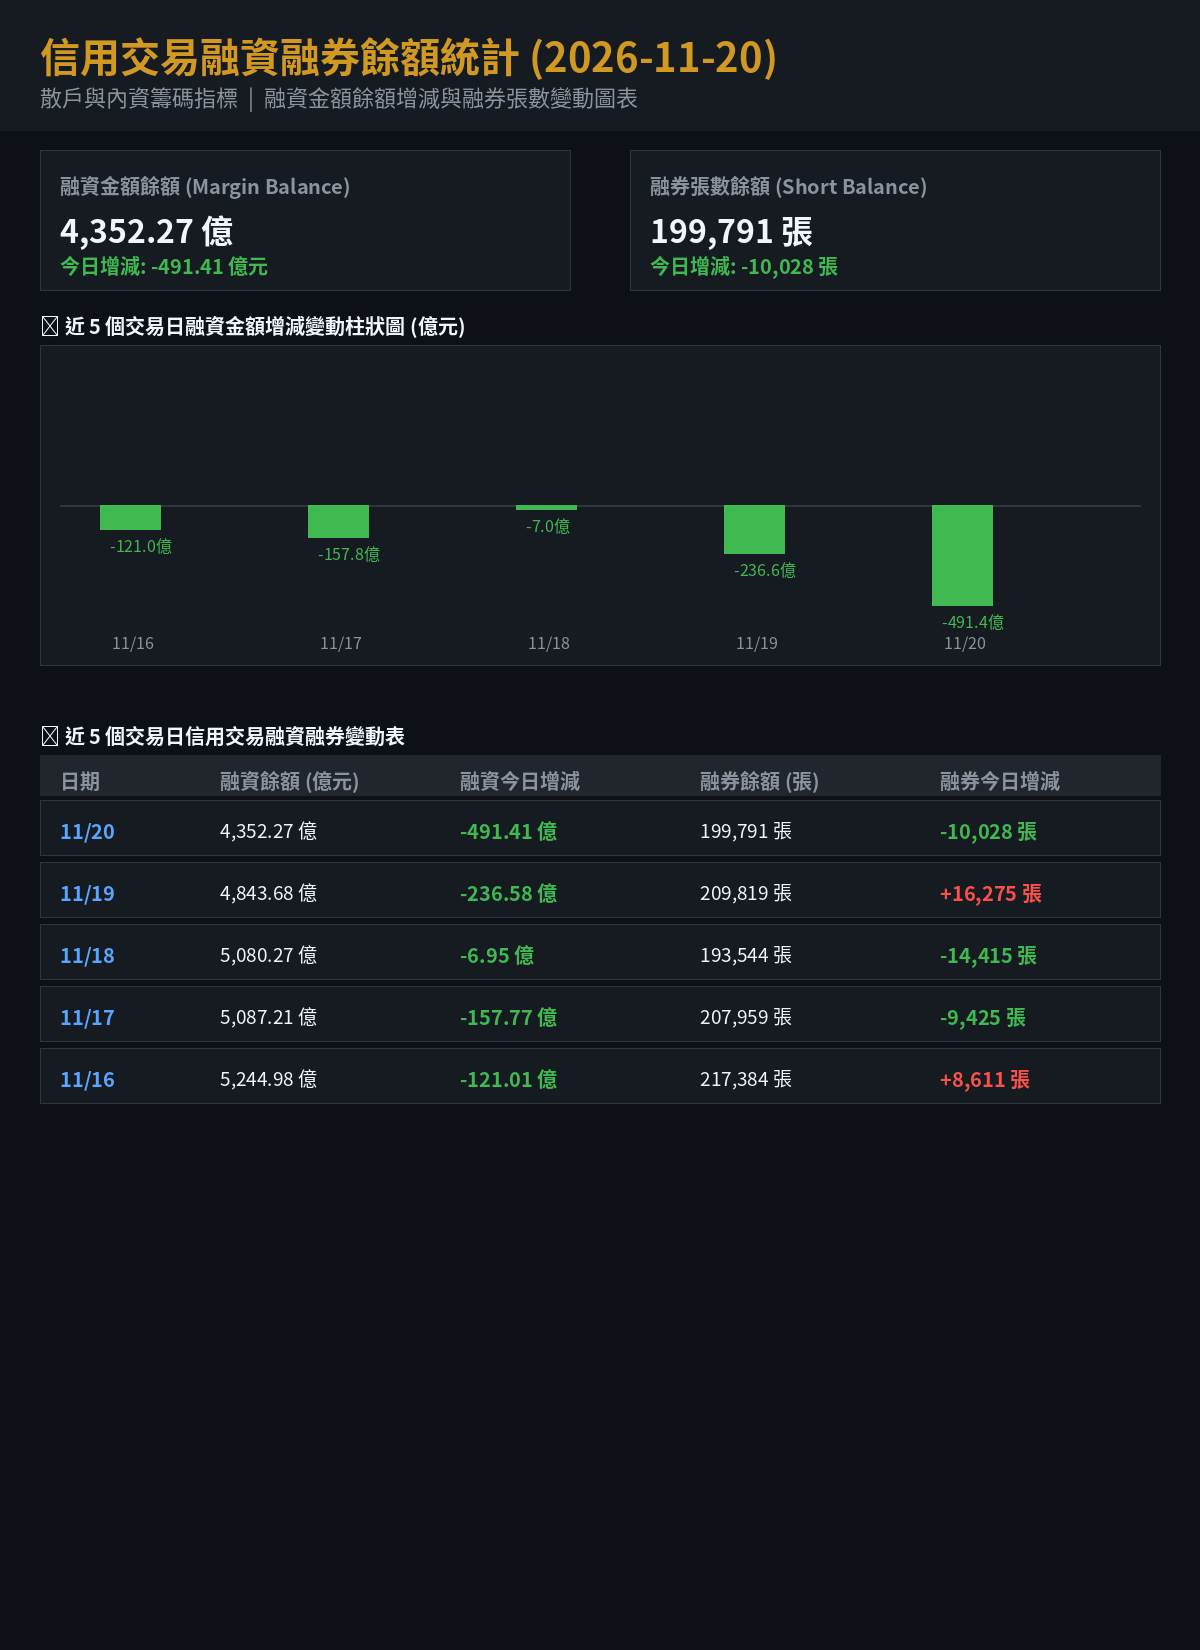 信用交易融資融券餘額統計 (2026-11-20)
散戶與內資籌碼指標 | 融資金額餘額增減與融券張數變動圖表
融資金額餘額 (Margin Balance)
4,352.27 億
今日增減: -491.41 億元
融券張數餘額 (Short Balance)
199,791 張
今日增減: -10,028 張
近 5 個交易日融資金額增減變動柱狀圖 (億元)
-121.0億
-157.8億
-7.0億
-236.6億
-491.4億
11/16 11/17 11/18 11/19 11/20
近 5 個交易日信用交易融資融券變動表
日期 融資餘額 (億元) 融資今日增減 融券餘額 (張) 融券今日增減
11/20 4,352.27 億 -491.41 億 199,791 張 -10,028 張
11/19 4,843.68 億 -236.58 億 209,819 張 +16,275 張
11/18 5,080.27 億 -6.95 億 193,544 張 -14,415 張
11/17 5,087.21 億 -157.77 億 207,959 張 -9,425 張
11/16 5,244.98 億 -121.01 億 217,384 張 +8,611 張